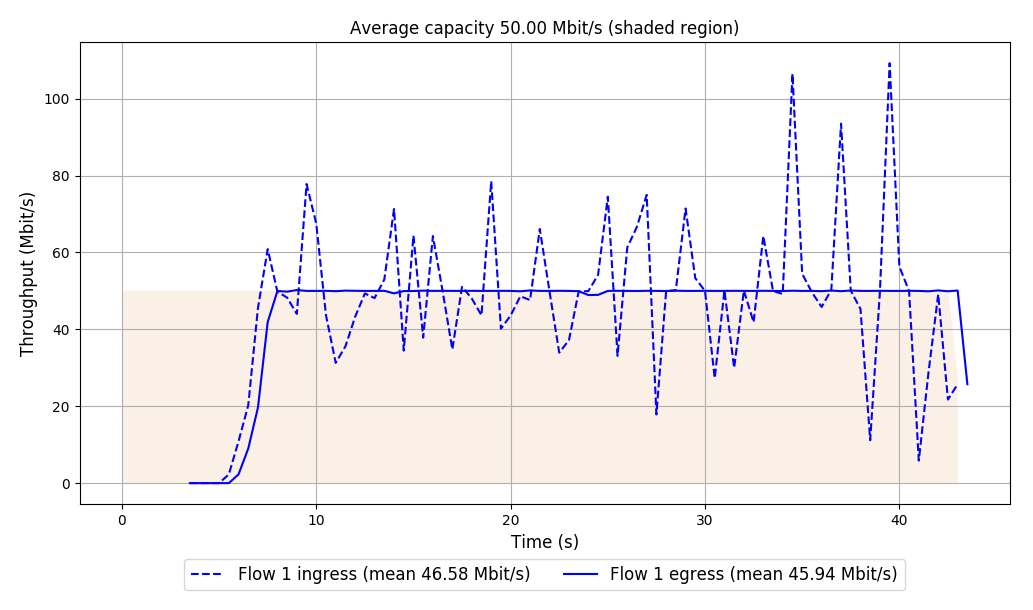 Average capacity 50.00 Mbit/s (shaded region)
Throughput (Mbit/s)
100
80
60
40
20
0
0 10 20 30 40
Time (s)
Flow 1 ingress (mean 46.58 Mbit/s) Flow 1 egress (mean 45.94 Mbit/s)